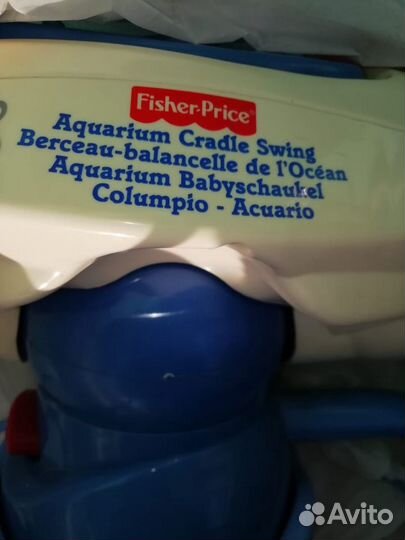 Fisher-Price
Aquarium Cradle Swing
Berceau-balancelle de l'Océan
Aquarium Babyschaukel
Columpio - Acuario
Avito